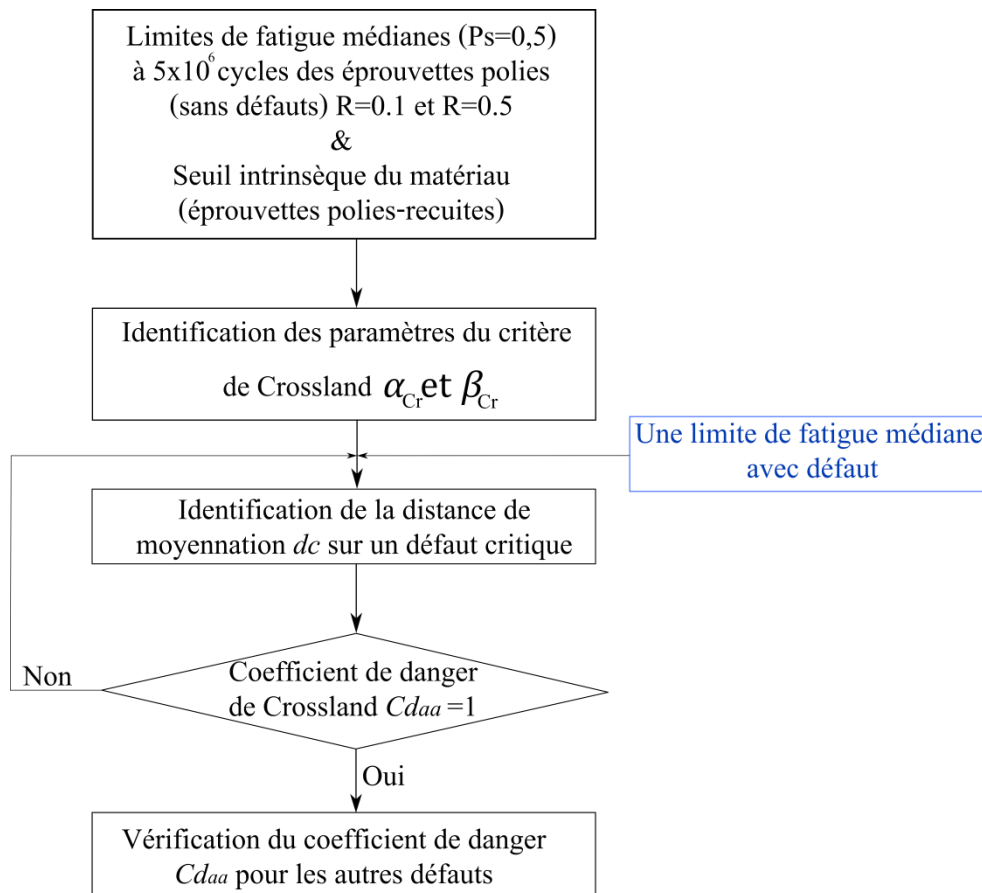 Limites de fatigue médianes (Ps=0,5)
à 5x10⁶ cycles des éprouvettes polies
(sans défauts) R=0.1 et R=0.5
&
Seuil intrinsèque du matériau
(éprouvettes polies-recuites)
Identification des paramètres du critère
de Crossland α_Cr et β_Cr
Une limite de fatigue médiane
avec défaut
Identification de la distance de
moyennation dc sur un défaut critique
Non
Coefficient de danger
de Crossland Cdaa =1
Oui
Vérification du coefficient de danger
Cdaa pour les autres défauts